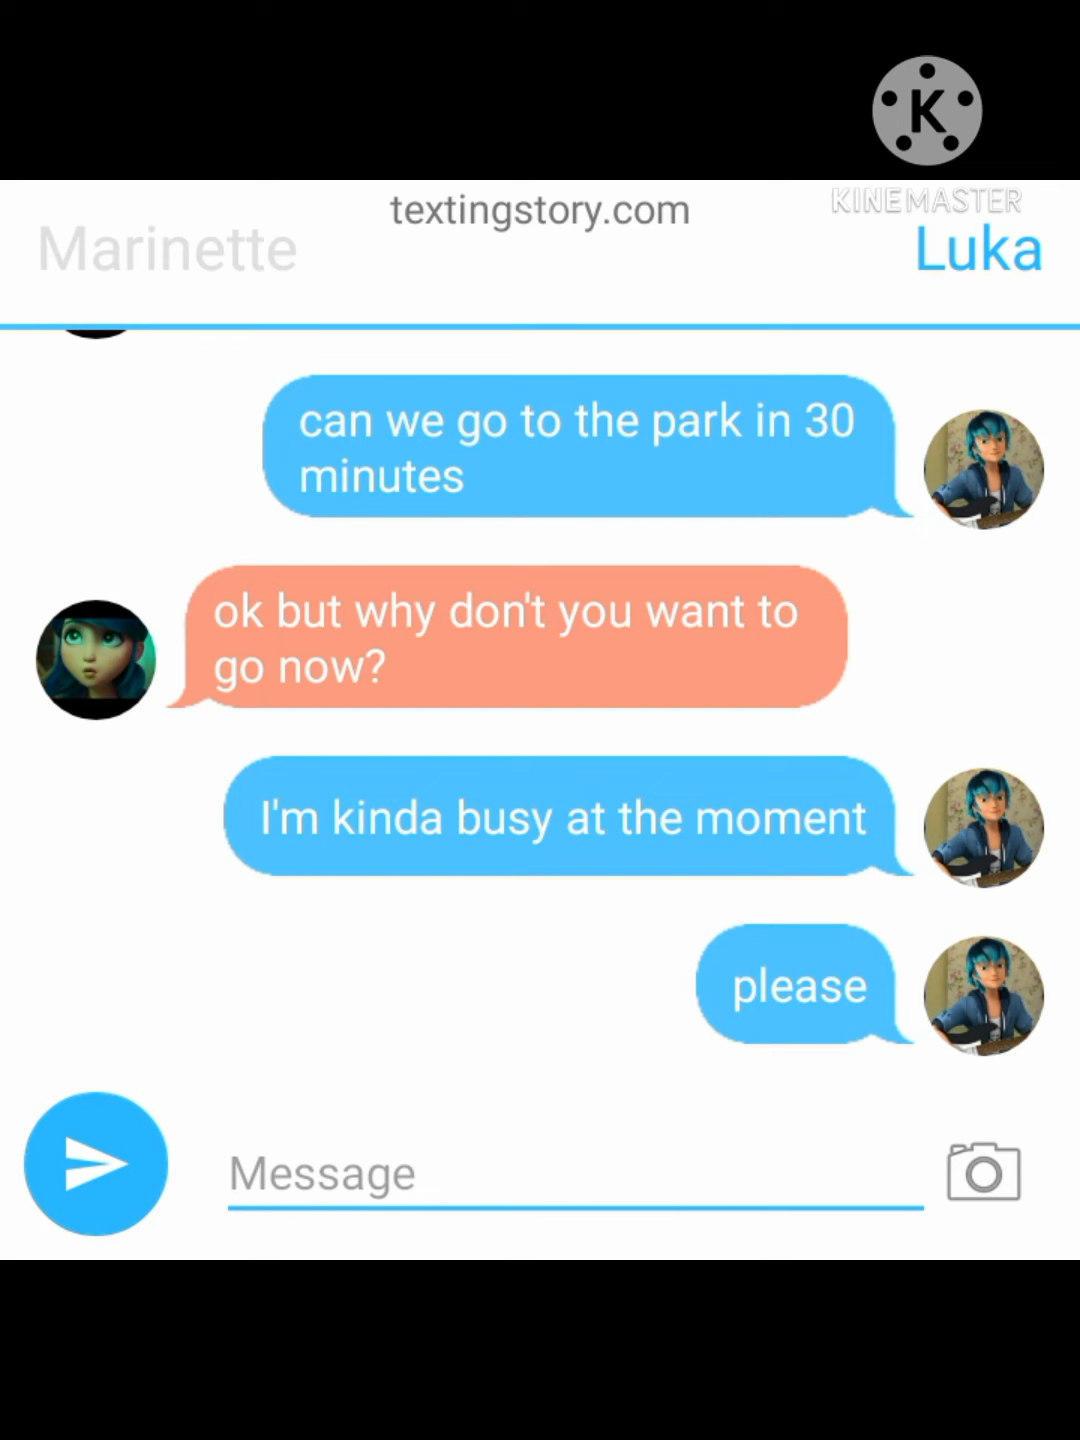 K
KINEMASTER
textingstory.com
Marinette
Luka
can we go to the park in 30
minutes
ok but why don't you want to
go now?
I'm kinda busy at the moment
please
Message